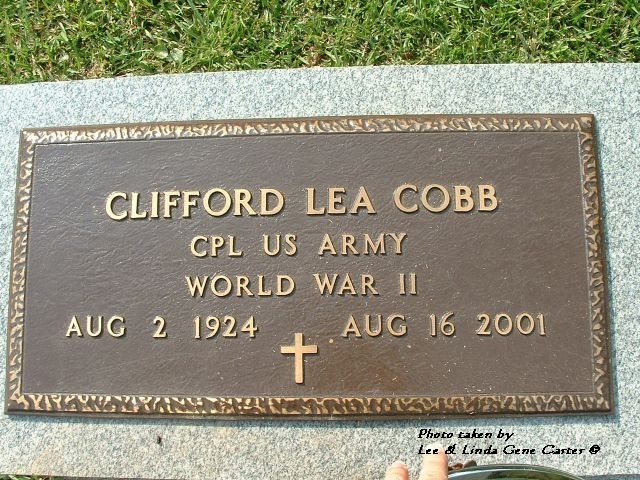 CLIFFORD LEA COBB
CPL US ARMY
WORLD WAR II
AUG 2 1924 AUG 16 2001
Photo taken by
Lee & Linda Gene Carter ©